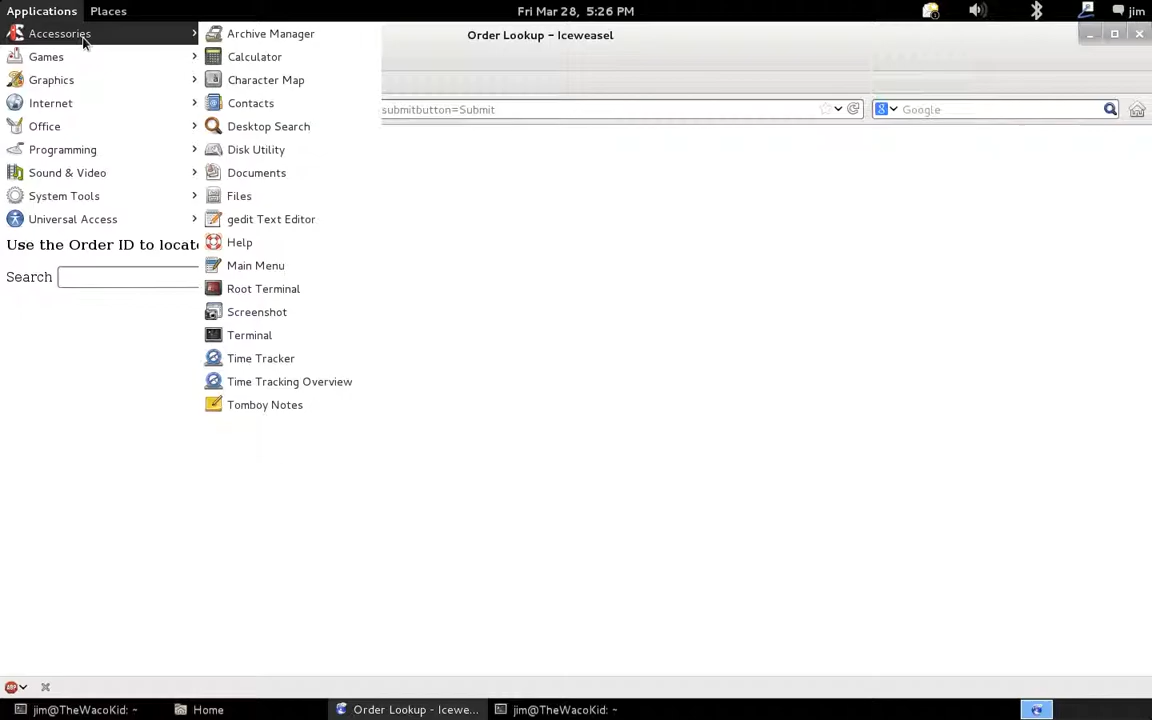 Applications Places Fri Mar 28, 5:26 PM jim
Order Lookup - Iceweasel
Accessories
Games
Graphics
Internet
Office
Programming
Sound & Video
System Tools
Universal Access
Archive Manager
Calculator
Character Map
Contacts
Desktop Search
Disk Utility
Documents
Files
gedit Text Editor
Help
Main Menu
Root Terminal
Screenshot
Terminal
Time Tracker
Time Tracking Overview
Tomboy Notes
submitbutton=Submit
Google
Use the Order ID to locat
Search
ABP
jim@TheWacoKid: ~ Home Order Lookup - Icewe... jim@TheWacoKid: ~